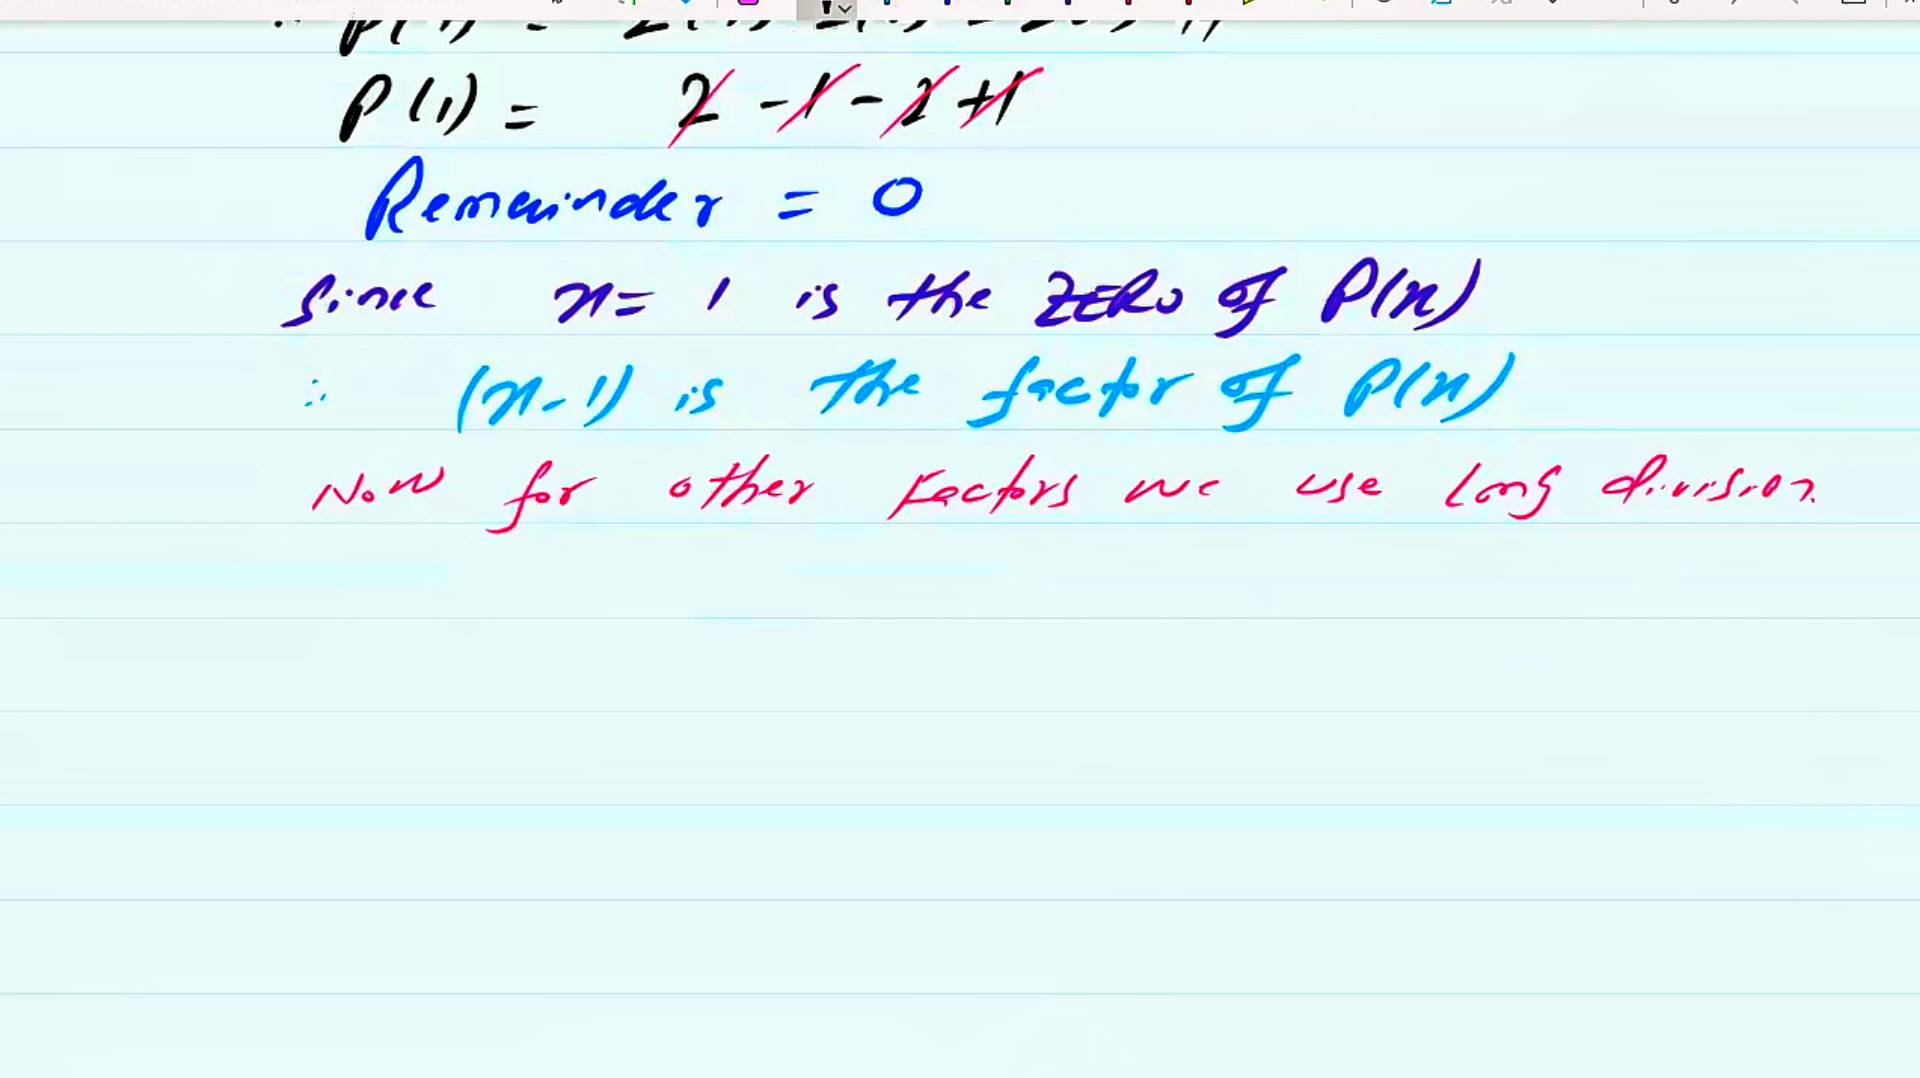 P(1) = 2 - 1 - 2 + 1
Remainder = 0
Since x = 1 is the ZERO of P(x)
∴ (x-1) is the factor of P(x)
Now for other factors we use long division.